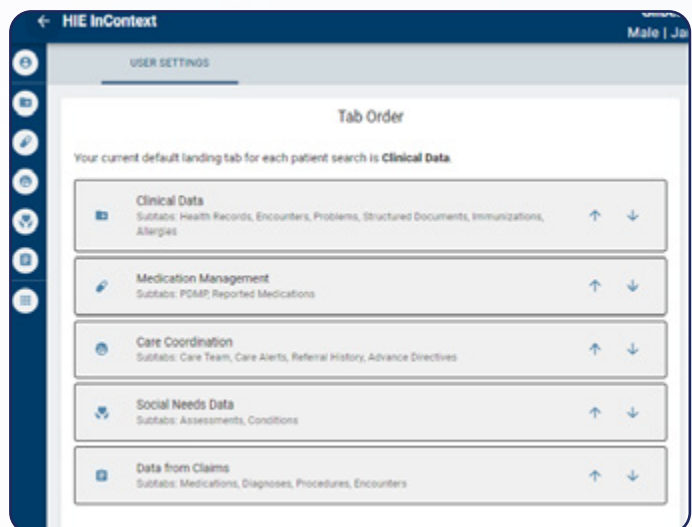 HIE InContext
Male | Ja
USER SETTINGS
Tab Order
Your current default landing tab for each patient search is Clinical Data.
Clinical Data
Subtabs: Health Records, Encounters, Problems, Structured Documents, Immunizations,
Allergies
Medication Management
Subtabs: PDMP, Reported Medications
Care Coordination
Subtabs: Care Team, Care Alerts, Referral History, Advance Directives
Social Needs Data
Subtabs: Assessments, Conditions
Data from Claims
Subtabs: Medications, Diagnoses, Procedures, Encounters